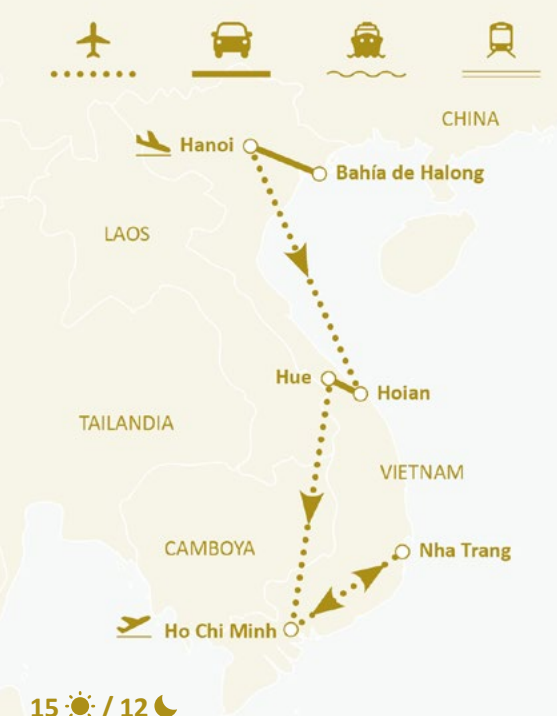 CHINA
Hanoi
Bahía de Halong
LAOS
Hue
Hoian
TAILANDIA
VIETNAM
CAMBOYA
Nha Trang
Ho Chi Minh
15 / 12